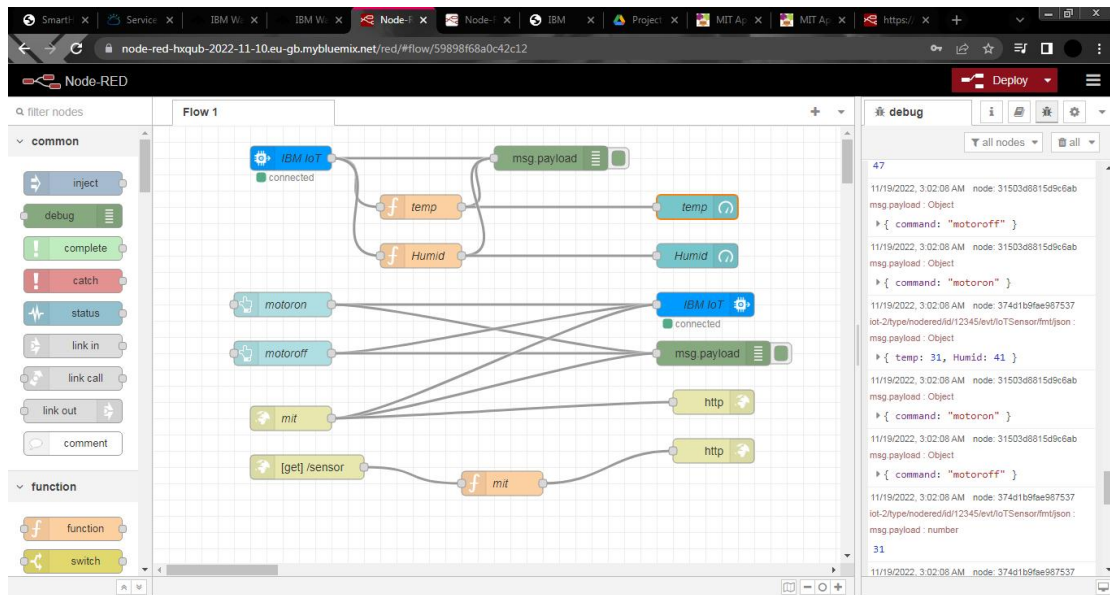 SmartH
Service
IBM W
IBM W
Node-R
Node-F
IBM
Project
MIT Ap
MIT Ap
https:/
node-red-hxqub-2022-11-10.eu-gb.mybluemix.net/red/#flow/59898f68a0c42c12
Node-RED
Deploy
filter nodes
common
inject
debug
complete
catch
status
link in
link call
link out
comment
function
function
switch
Flow 1
IBM IoT
connected
msg.payload
temp
temp
Humid
Humid
motoron
IBM IoT
connected
motoroff
msg.payload
mit
http
[get] /sensor
mit
http
debug
all nodes
all
47
11/19/2022, 3:02:08 AM node: 31503d8815d9c6ab
msg.payload : Object
{ command: "motoroff" }
11/19/2022, 3:02:08 AM node: 31503d8815d9c6ab
msg.payload : Object
{ command: "motoron" }
11/19/2022, 3:02:08 AM node: 374d1b9fae987537
iot-2/type/nodered/id/12345/evt/IoTSensor/fmt/json :
msg.payload : Object
{ temp: 31, Humid: 41 }
11/19/2022, 3:02:08 AM node: 31503d8815d9c6ab
msg.payload : Object
{ command: "motoron" }
11/19/2022, 3:02:08 AM node: 31503d8815d9c6ab
msg.payload : Object
{ command: "motoroff" }
11/19/2022, 3:02:08 AM node: 374d1b9fae987537
iot-2/type/nodered/id/12345/evt/IoTSensor/fmt/json :
msg.payload : number
31
11/19/2022, 3:02:08 AM node: 374d1b9fae987537